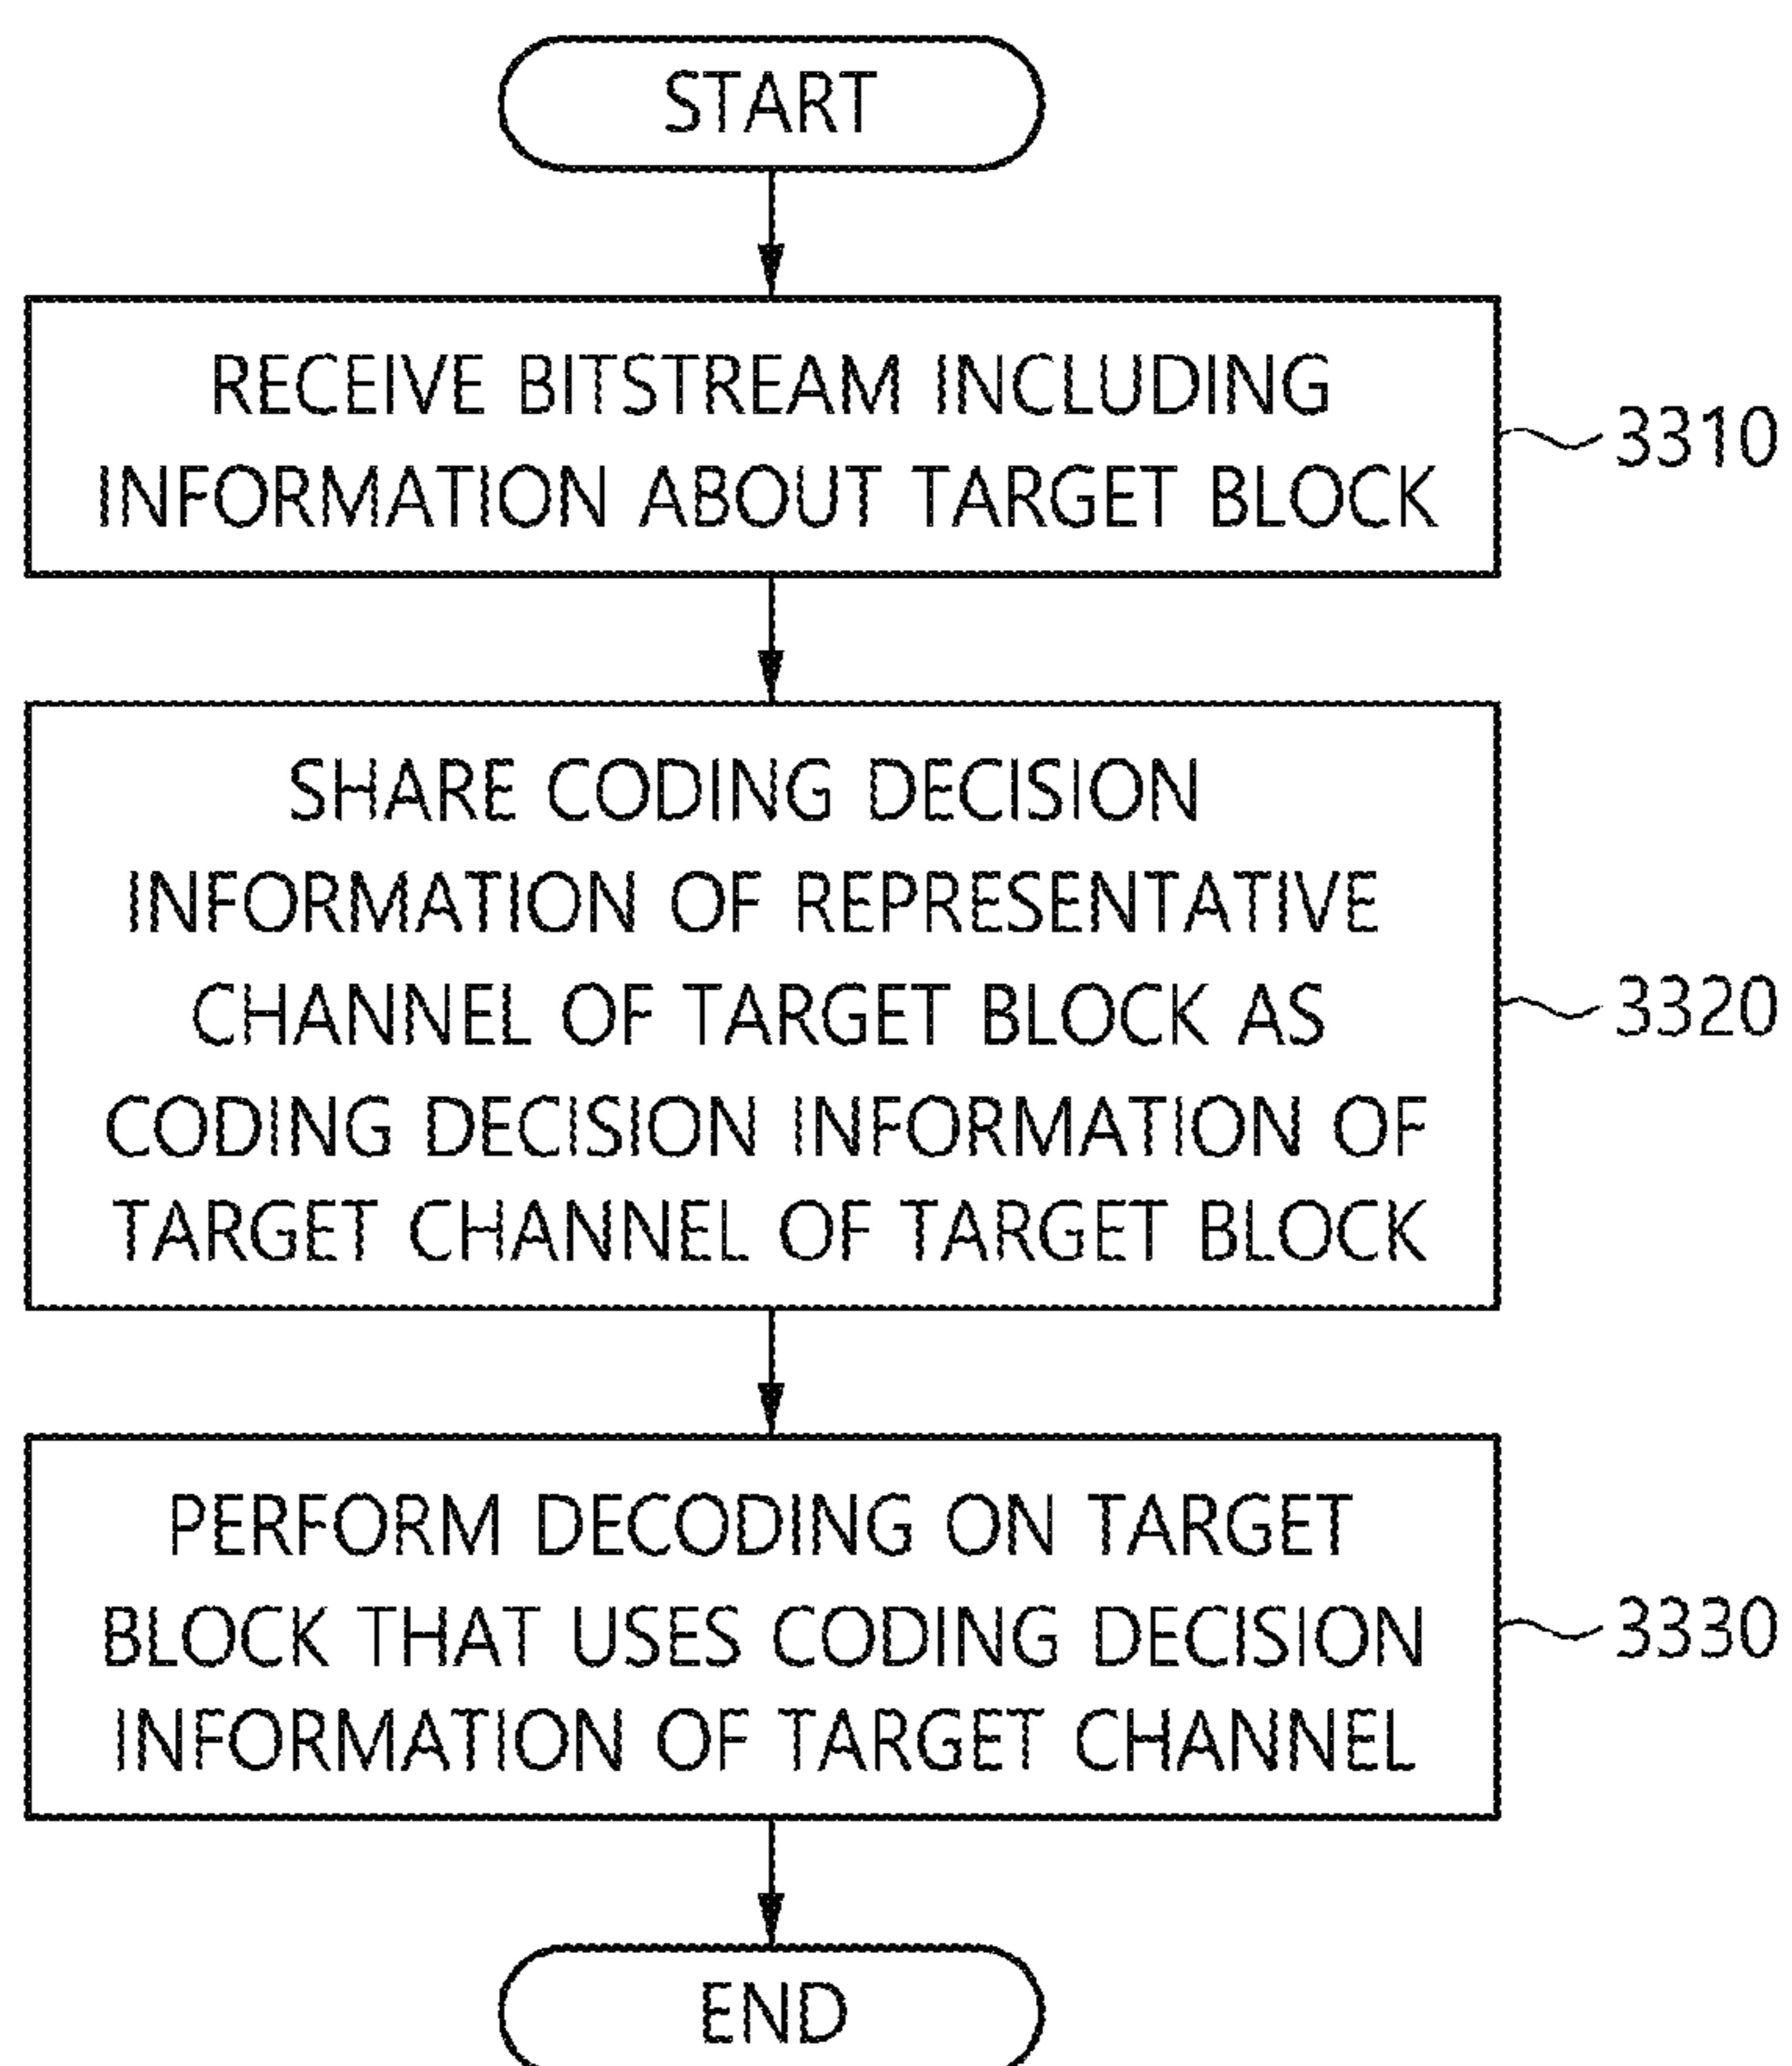 START
RECEIVE BITSTREAM INCLUDING
INFORMATION ABOUT TARGET BLOCK
3310
SHARE CODING DECISION
INFORMATION OF REPRESENTATIVE
CHANNEL OF TARGET BLOCK AS
CODING DECISION INFORMATION OF
TARGET CHANNEL OF TARGET BLOCK
3320
PERFORM DECODING ON TARGET
BLOCK THAT USES CODING DECISION
INFORMATION OF TARGET CHANNEL
3330
END